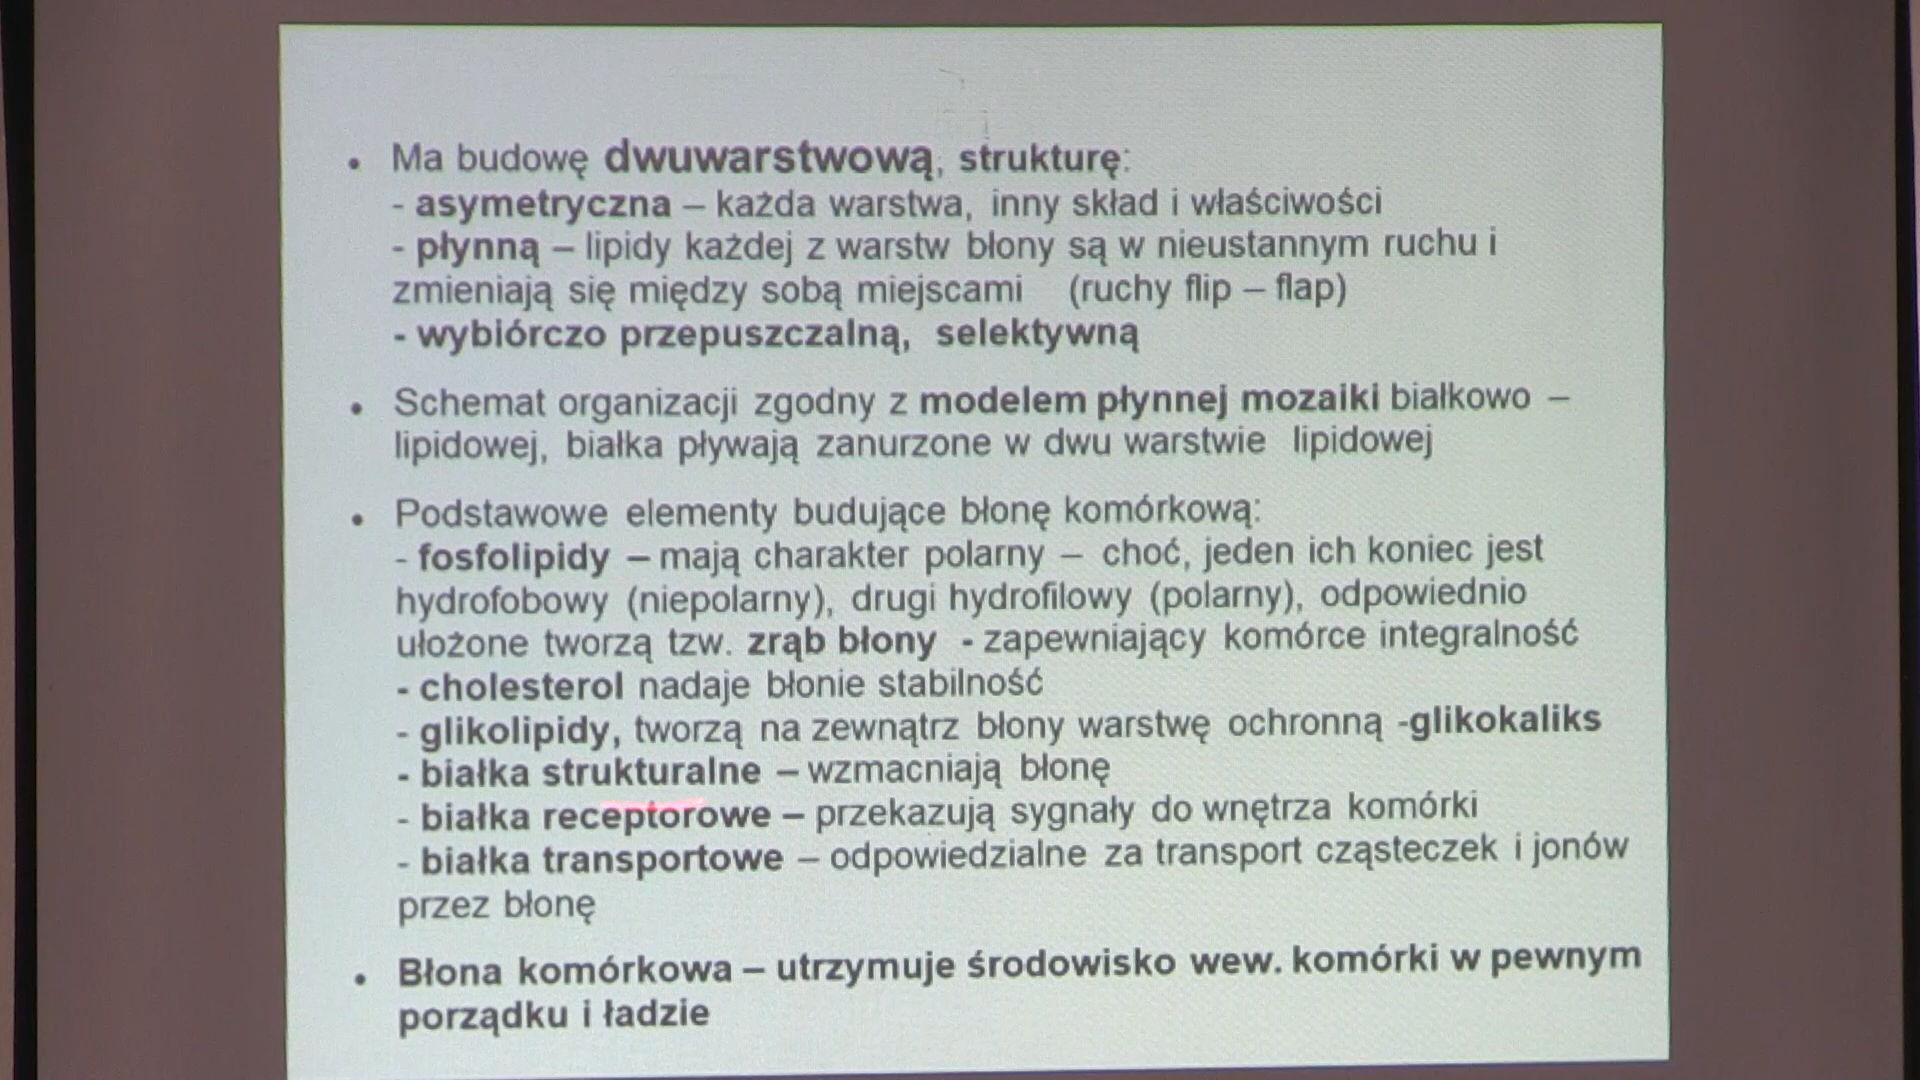 • Ma budowę dwuwarstwową, strukturę:
- asymetryczna – każda warstwa, inny skład i właściwości
- płynną – lipidy każdej z warstw błony są w nieustannym ruchu i
zmieniają się między sobą miejscami (ruchy flip – flap)
- wybiórczo przepuszczalną, selektywną
• Schemat organizacji zgodny z modelem płynnej mozaiki białkowo –
lipidowej, białka pływają zanurzone w dwu warstwie lipidowej
• Podstawowe elementy budujące błonę komórkową:
- fosfolipidy – mają charakter polarny – choć, jeden ich koniec jest
hydrofobowy (niepolarny), drugi hydrofilowy (polarny), odpowiednio
ułożone tworzą tzw. zrąb błony - zapewniający komórce integralność
- cholesterol nadaje błonie stabilność
- glikolipidy, tworzą na zewnątrz błony warstwę ochronną -glikokaliks
- białka strukturalne – wzmacniają błonę
- białka receptorowe – przekazują sygnały do wnętrza komórki
- białka transportowe – odpowiedzialne za transport cząsteczek i jonów
przez błonę
• Błona komórkowa – utrzymuje środowisko wew. komórki w pewnym
porządku i ładzie